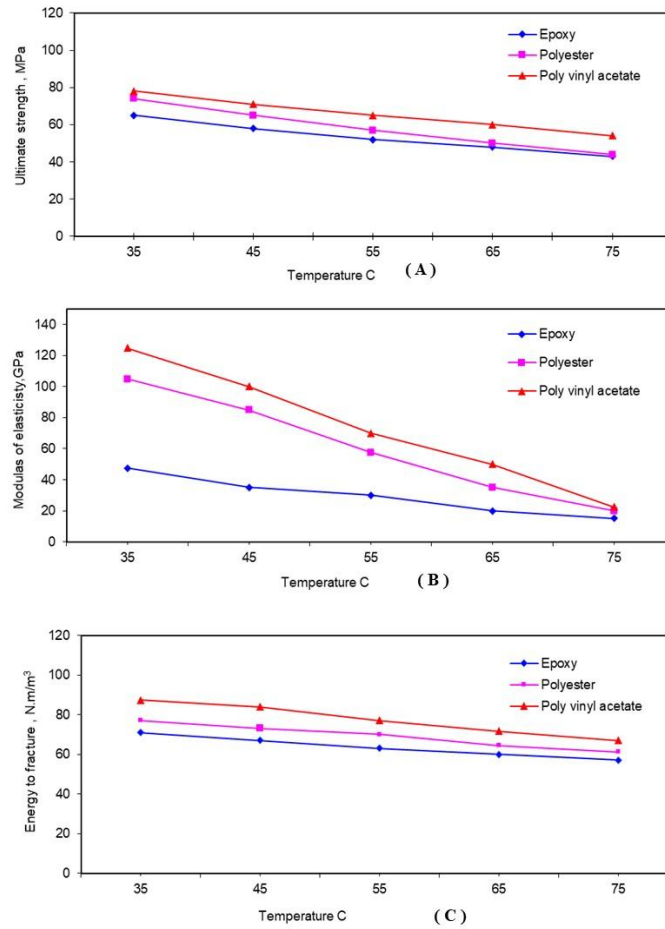 Ultimate strength , MPa
120
100
80
60
40
20
0
Epoxy
Polyester
Poly vinyl acetate
35 45 55 65 75
Temperature C
( A )
Modulas of elasticisty,GPa
140
120
100
80
60
40
20
0
Epoxy
Polyester
Poly vinyl acetate
35 45 55 65 75
Temperature C
( B )
Energy to fracture , N.m/m³
120
100
80
60
40
20
0
Epoxy
Polyester
Poly vinyl acetate
35 45 55 65 75
Temperature C
( C )